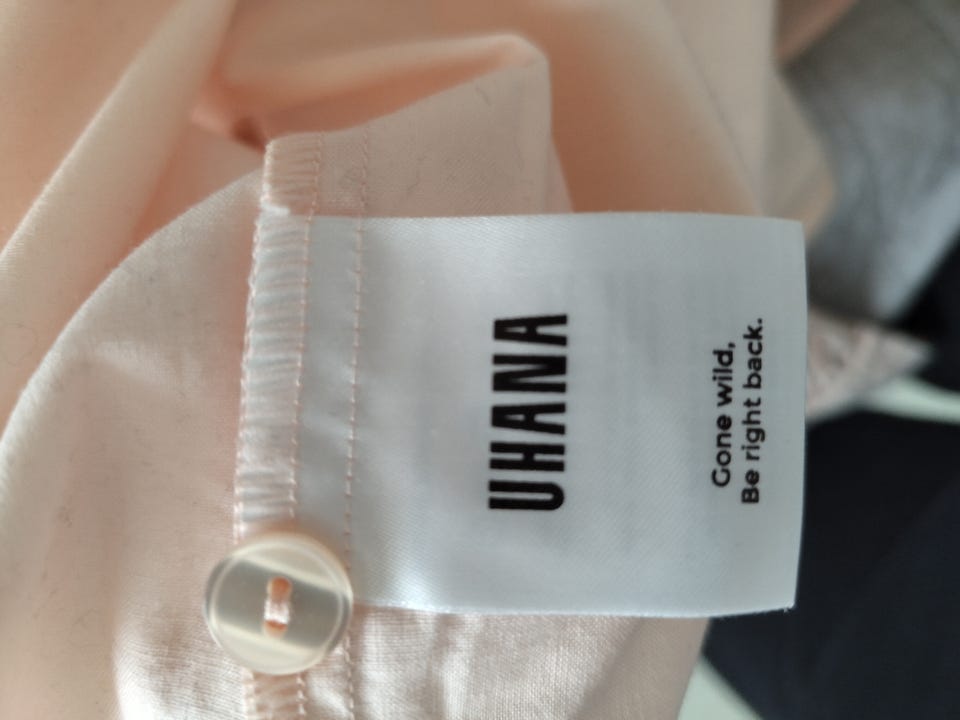 UHANA
Gone wild,
Be right back.